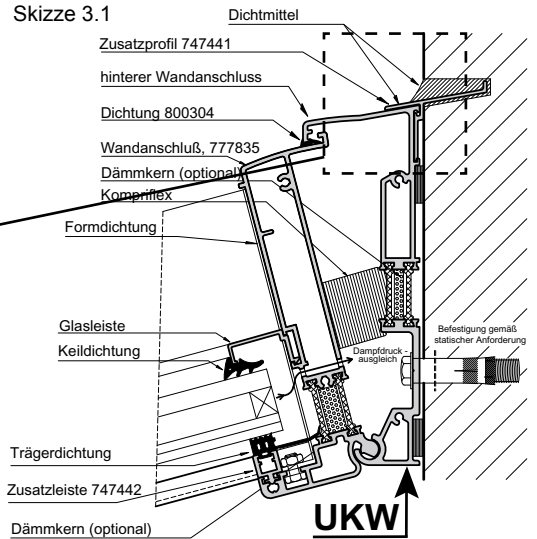 Skizze 3.1
Dichtmittel
Zusatzprofil 747441
hinterer Wandanschluss
Dichtung 800304
Wandanschluß, 777835
Dämmkern (optional)
Kompriflex
Formdichtung
Glasleiste
Keildichtung
Dampfdruck -
ausgleich
Befestigung gemäß
statischer Anforderung
Trägerdichtung
Zusatzleiste 747442
Dämmkern (optional)
UKW